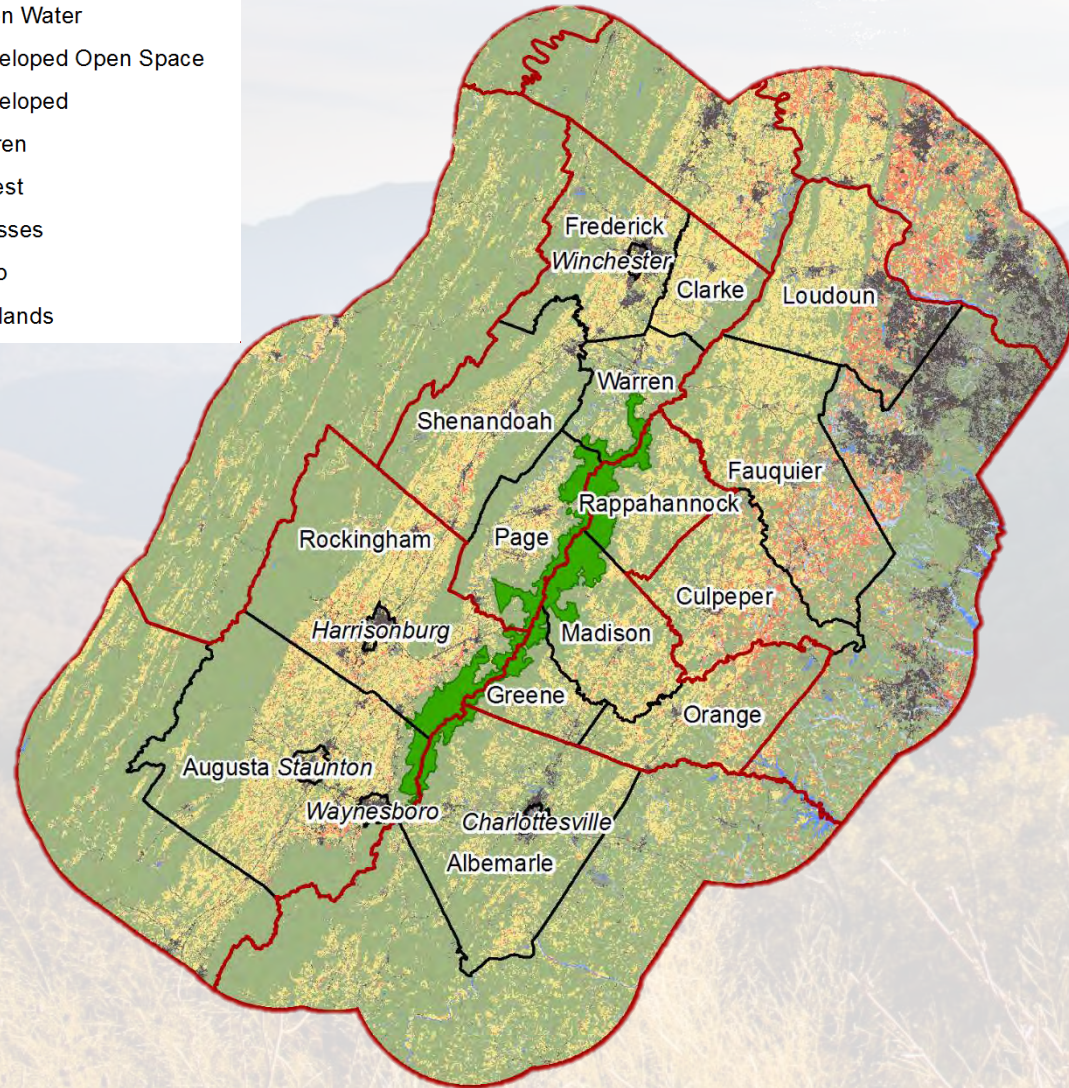 n Water
eloped Open Space
eloped
ren
est
sses
o
lands
Frederick
Winchester
Clarke
Loudoun
Warren
Shenandoah
Fauquier
Rappahannock
Rockingham
Page
Culpeper
Harrisonburg
Madison
Greene
Orange
Augusta Staunton
Waynesboro
Charlottesville
Albemarle